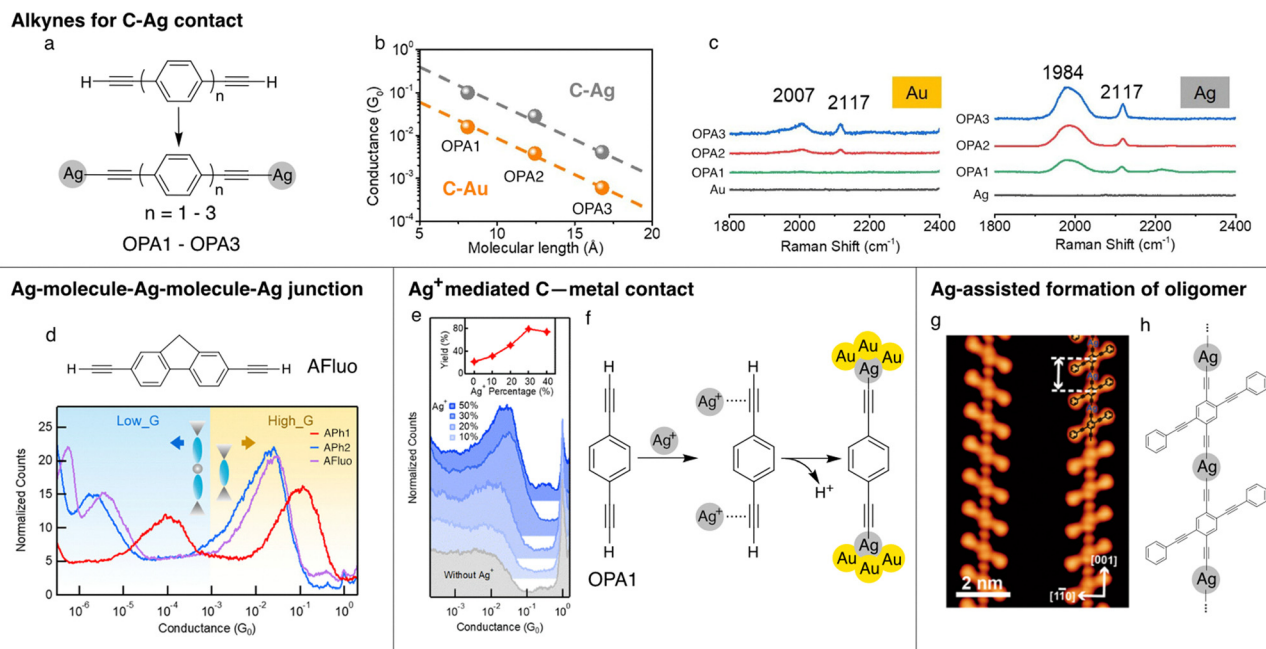 Alkynes for C-Ag contact
a
H
( ) n
H
Ag
( ) n
Ag
n = 1 - 3
OPA1 - OPA3
b
Conductance (G₀)
10⁰
10⁻¹
10⁻²
10⁻³
10⁻⁴
C-Ag
C-Au
OPA1
OPA2
OPA3
5 10 15 20
Molecular length (Å)
c
2007
2117
Au
OPA3
OPA2
OPA1
Au
1800 2000 2200 2400
Raman Shift (cm⁻¹)
1984
2117
Ag
OPA3
OPA2
OPA1
Ag
1800 2000 2200 2400
Raman Shift (cm⁻¹)
Ag-molecule-Ag-molecule-Ag junction
d
H
H
AFluo
Normalized Counts
25
20
15
10
5
0
Low_G
High_G
APh1
APh2
AFluo
10⁻⁶ 10⁻⁵ 10⁻⁴ 10⁻³ 10⁻² 10⁻¹ 10⁰
Conductance (G₀)
Ag⁺ mediated C—metal contact
e
Normalized Counts
Yield (%)
80
40
0
0 10 20 30 40
Ag⁺ Percentage (%)
Ag⁺
50%
30%
20%
10%
Without Ag⁺
10⁻³ 10⁻² 10⁻¹ 10⁰
Conductance (G₀)
f
H
H
OPA1
Ag⁺
H
Ag⁺
Ag⁺
H
H⁺
Au Au Au
Ag
Ag
Au Au Au
Ag-assisted formation of oligomer
g
2 nm
[001]
[11̄0]
h
Ag
Ag
Ag